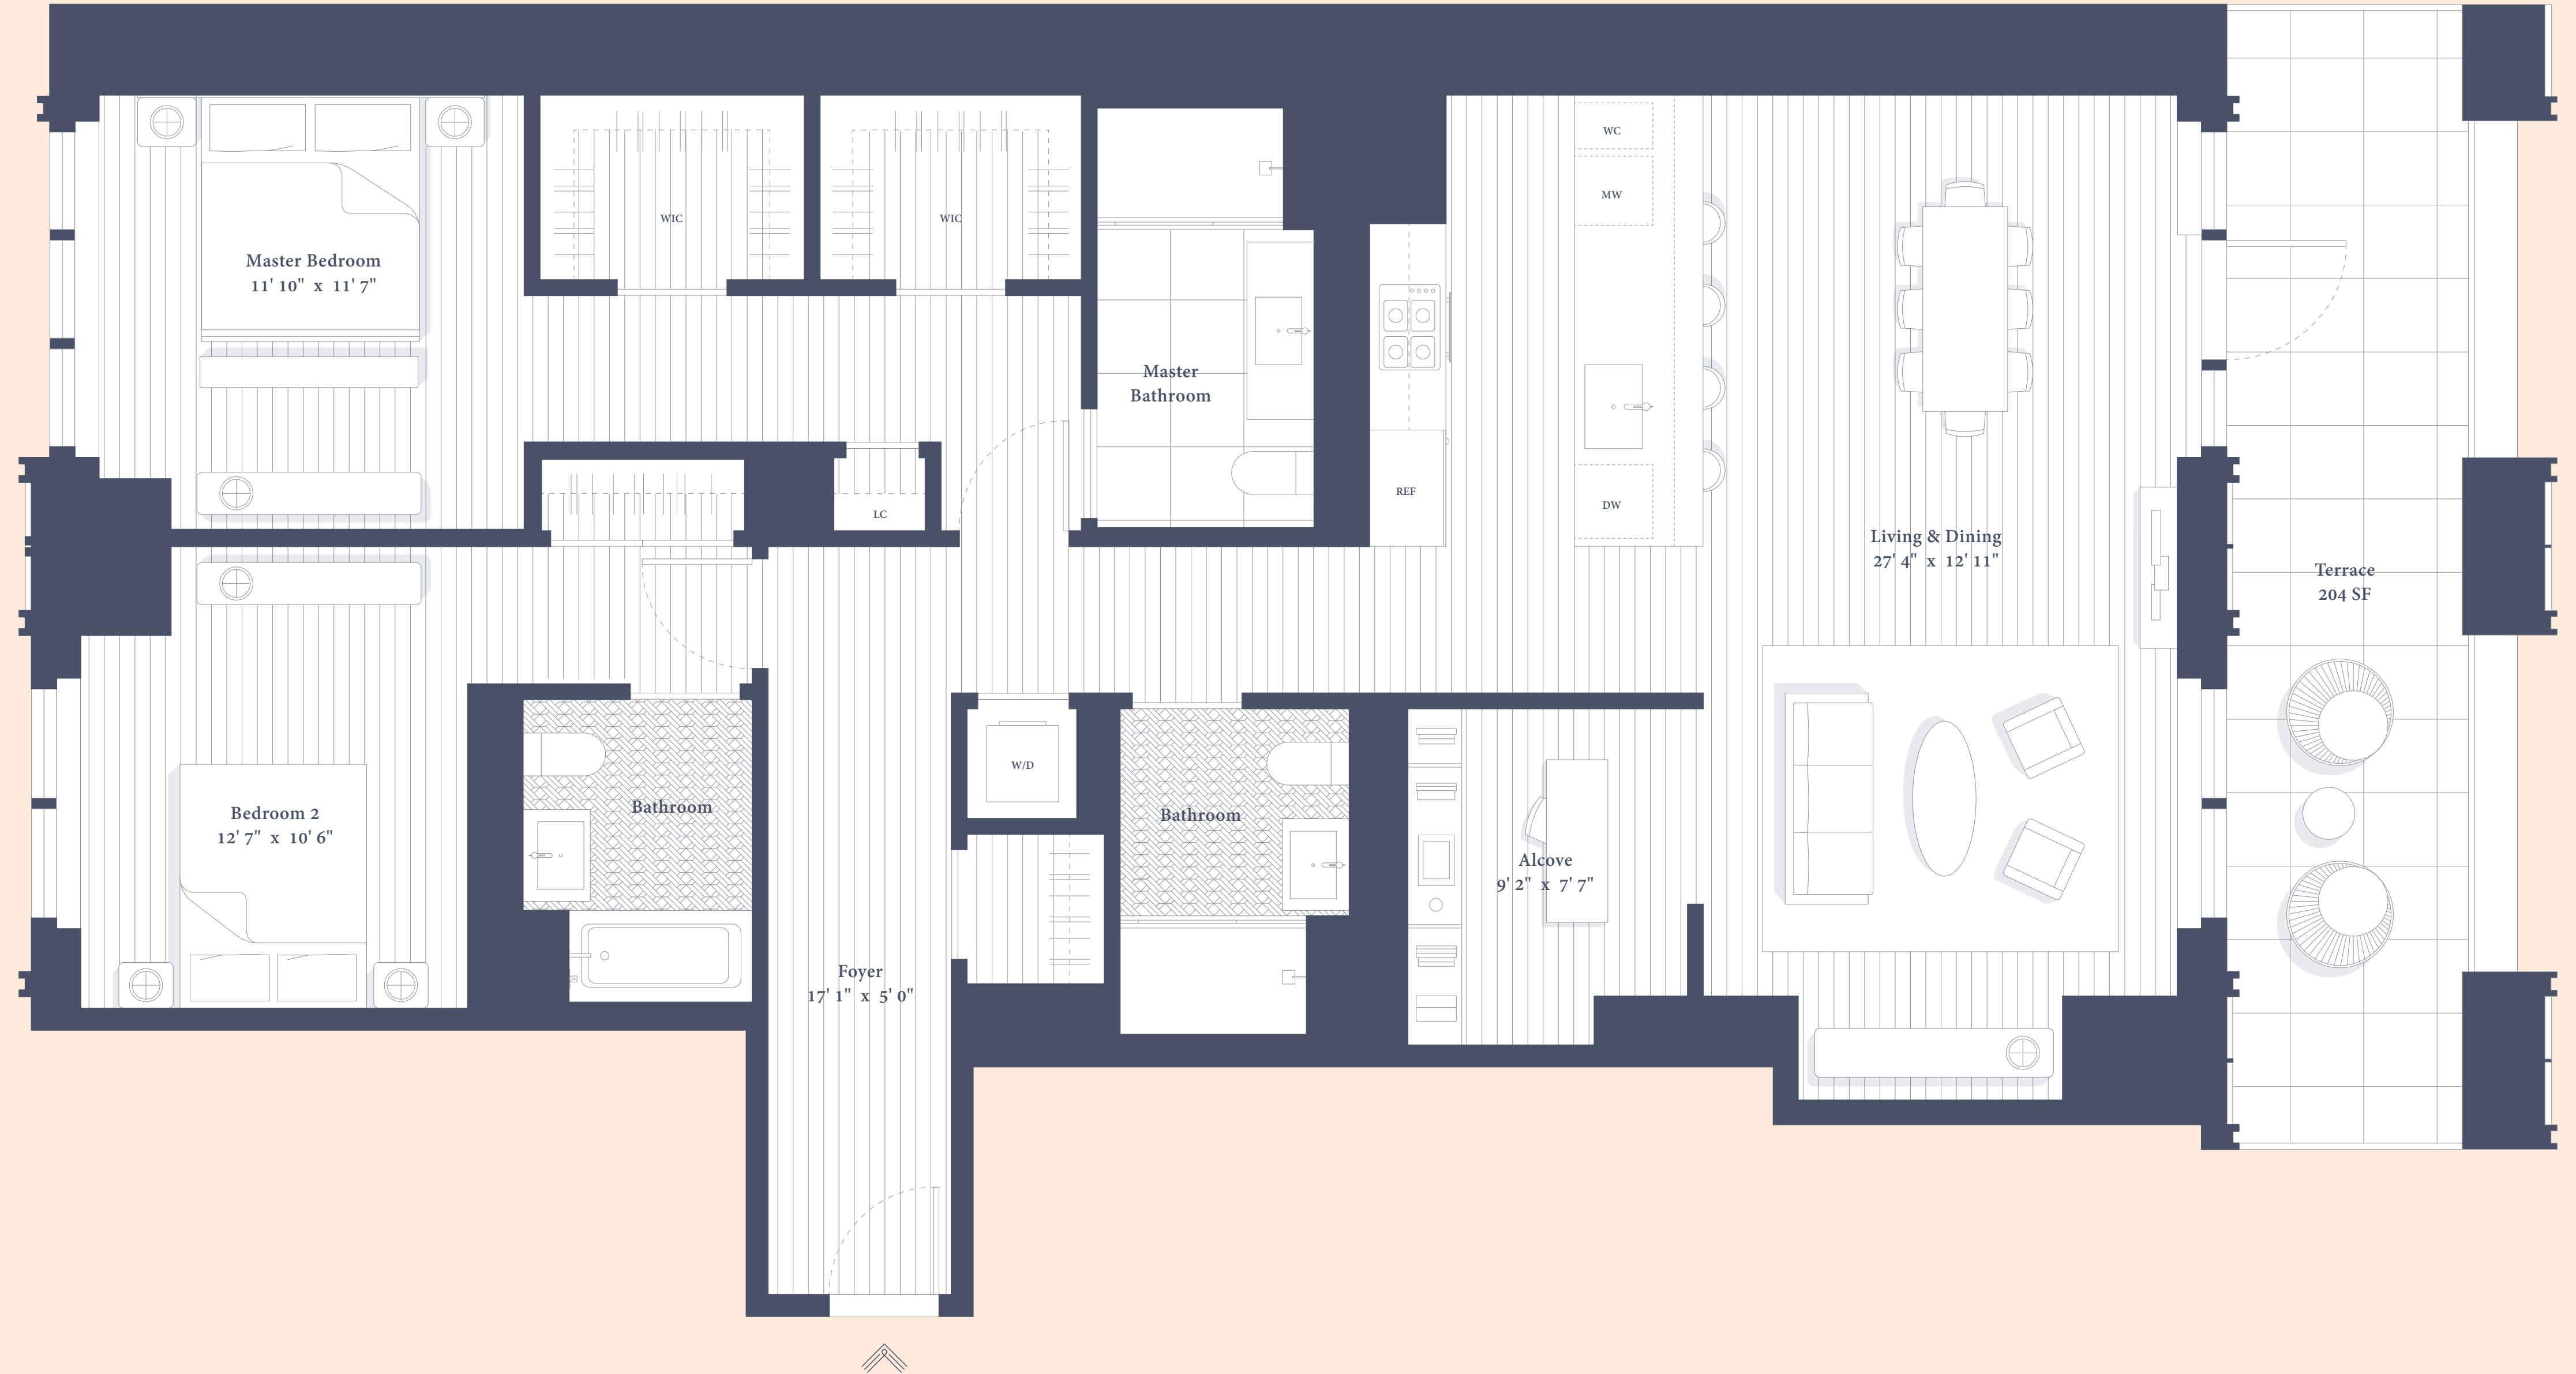 WC
MW
WIC
WIC
Master Bedroom
11' 10" x 11' 7"
Master
Bathroom
REF
DW
LC
Living & Dining
27' 4" x 12' 11"
Terrace
204 SF
W/D
Bedroom 2
12' 7" x 10' 6"
Bathroom
Bathroom
Alcove
9' 2" x 7' 7"
Foyer
17' 1" x 5' 0"